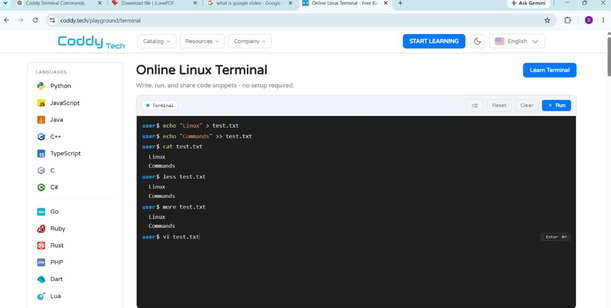 Coddy Terminal Commands
Download file | iLovePDF
what is google video - Google
Online Linux Terminal - Free Ba
Ask Gemini
coddy.tech/playground/terminal
Coddy Tech
Catalog
Resources
Company
START LEARNING
English
LANGUAGES
Python
JavaScript
Java
C++
TypeScript
C
C#
Go
Ruby
Rust
PHP
Dart
Lua
Online Linux Terminal
Learn Terminal
Write, run, and share code snippets - no setup required.
Terminal
Reset
Clear
Run
user$ echo "Linux" > test.txt
user$ echo "Commands" >> test.txt
user$ cat test.txt
Linux
Commands
user$ less test.txt
Linux
Commands
user$ more test.txt
Linux
Commands
user$ vi test.txt
Enter